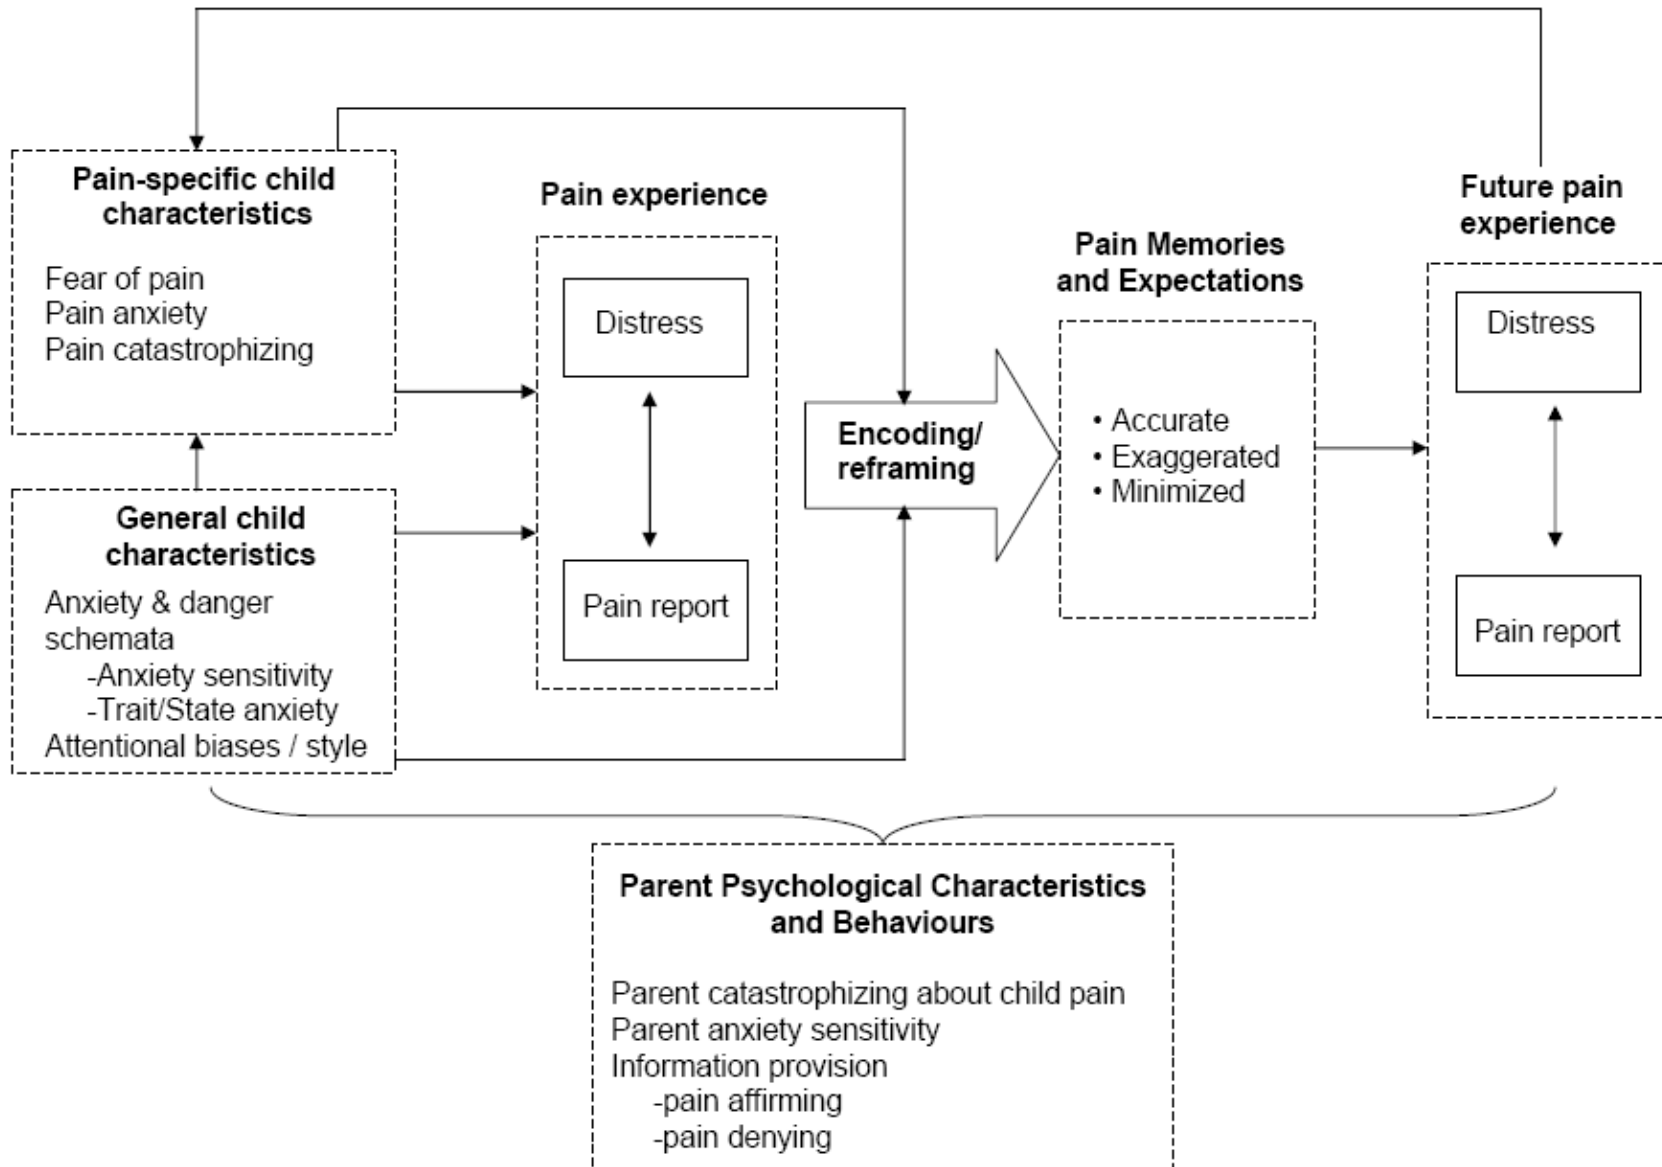 Pain-specific child
characteristics
Fear of pain
Pain anxiety
Pain catastrophizing
General child
characteristics
Anxiety & danger
schemata
-Anxiety sensitivity
-Trait/State anxiety
Attentional biases / style
Pain experience
Distress
Pain report
Encoding/
reframing
Pain Memories
and Expectations
• Accurate
• Exaggerated
• Minimized
Future pain
experience
Distress
Pain report
Parent Psychological Characteristics
and Behaviours
Parent catastrophizing about child pain
Parent anxiety sensitivity
Information provision
-pain affirming
-pain denying